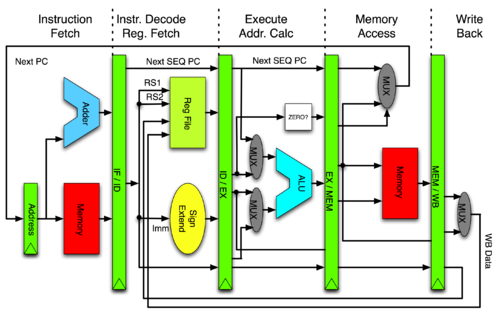 Instruction
Fetch
Instr. Decode
Reg. Fetch
Execute
Addr. Calc
Memory
Access
Write
Back
Next PC
Next SEQ PC
Next SEQ PC
RS1
RS2
Reg File
Adder
ZERO?
MUX
MUX
MUX
ALU
Address
Memory
IF / ID
Imm
Sign
Extend
ID / EX
EX / MEM
Memory
MEM / WB
MUX
WB Data